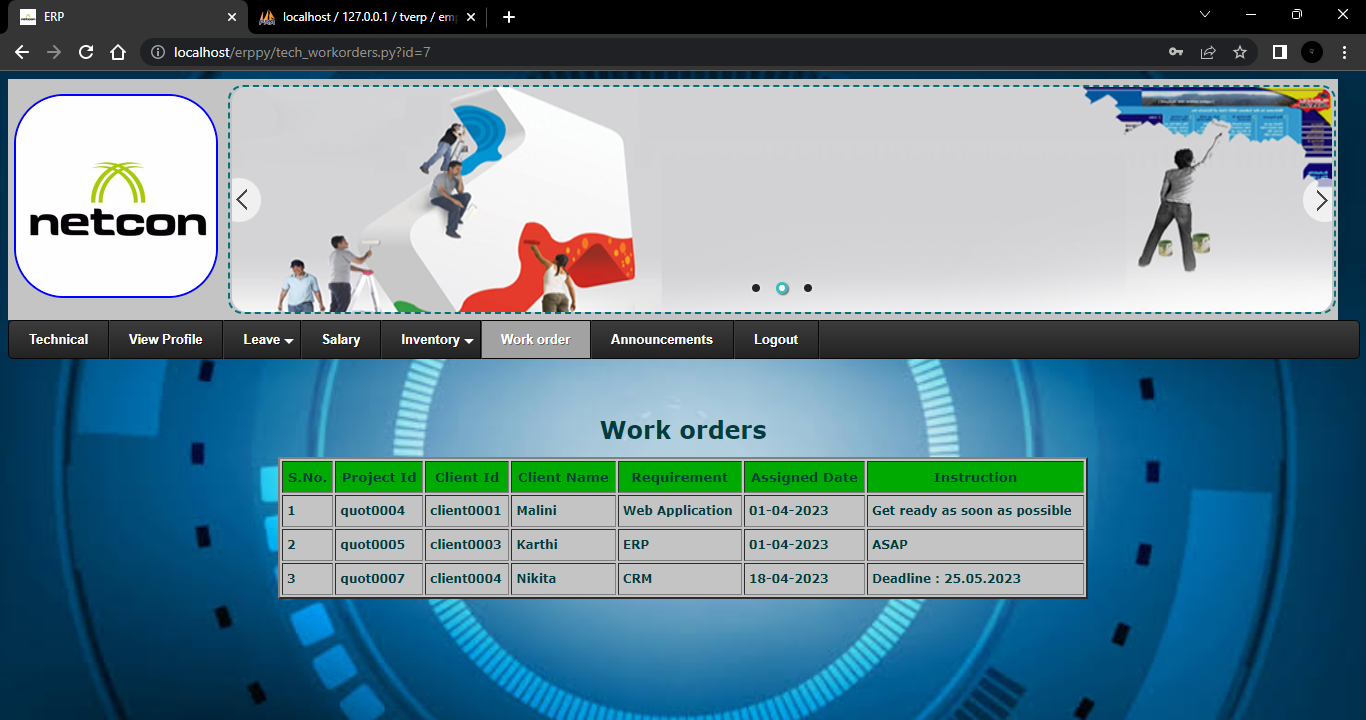 ERP
localhost / 127.0.0.1 / tverp / em
localhost/erppy/tech_workorders.py?id=7
netcon
Technical View Profile Leave Salary Inventory Work order Announcements Logout
Work orders
S.No. Project Id Client Id Client Name Requirement Assigned Date Instruction
1 quot0004 client0001 Malini Web Application 01-04-2023 Get ready as soon as possible
2 quot0005 client0003 Karthi ERP 01-04-2023 ASAP
3 quot0007 client0004 Nikita CRM 18-04-2023 Deadline : 25.05.2023